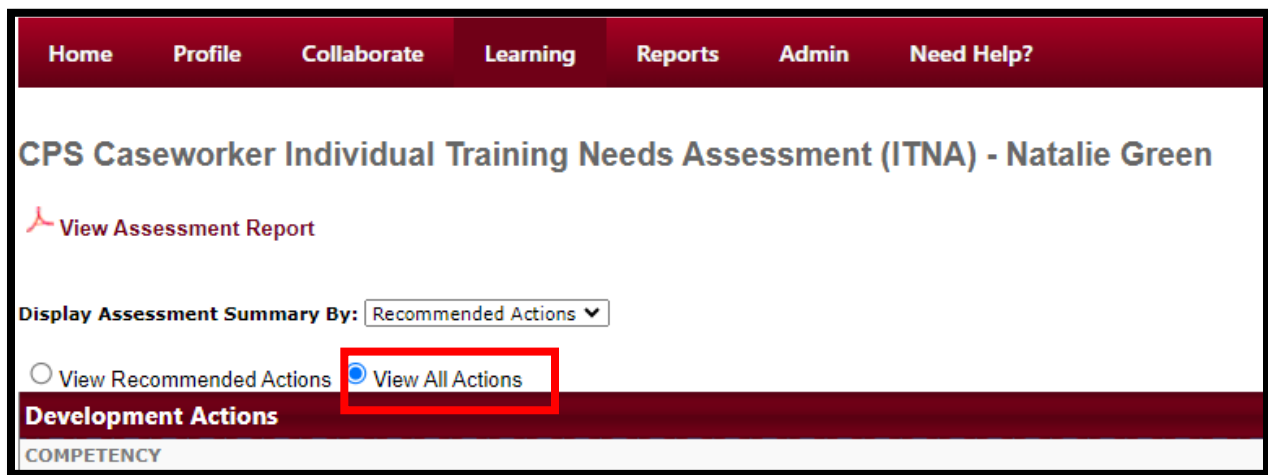 Home Profile Collaborate Learning Reports Admin Need Help?
CPS Caseworker Individual Training Needs Assessment (ITNA) - Natalie Green
View Assessment Report
Display Assessment Summary By: Recommended Actions
View Recommended Actions View All Actions
Development Actions
COMPETENCY